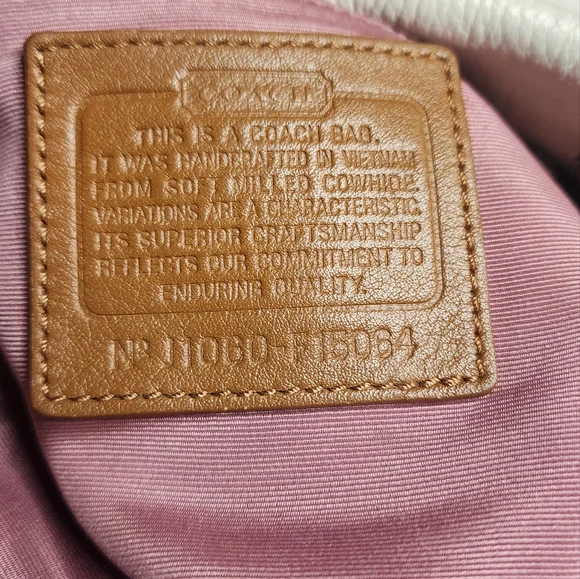 COACH
THIS IS A COACH BAG.
IT WAS HANDCRAFTED IN VIETNAM
FROM SOFT MILLED COWHIDE.
VARIATIONS ARE A CHARACTERISTIC.
ITS SUPERIOR CRAFTSMANSHIP
REFLECTS OUR COMMITMENT TO
ENDURING QUALITY.
Nº J1060-F15064